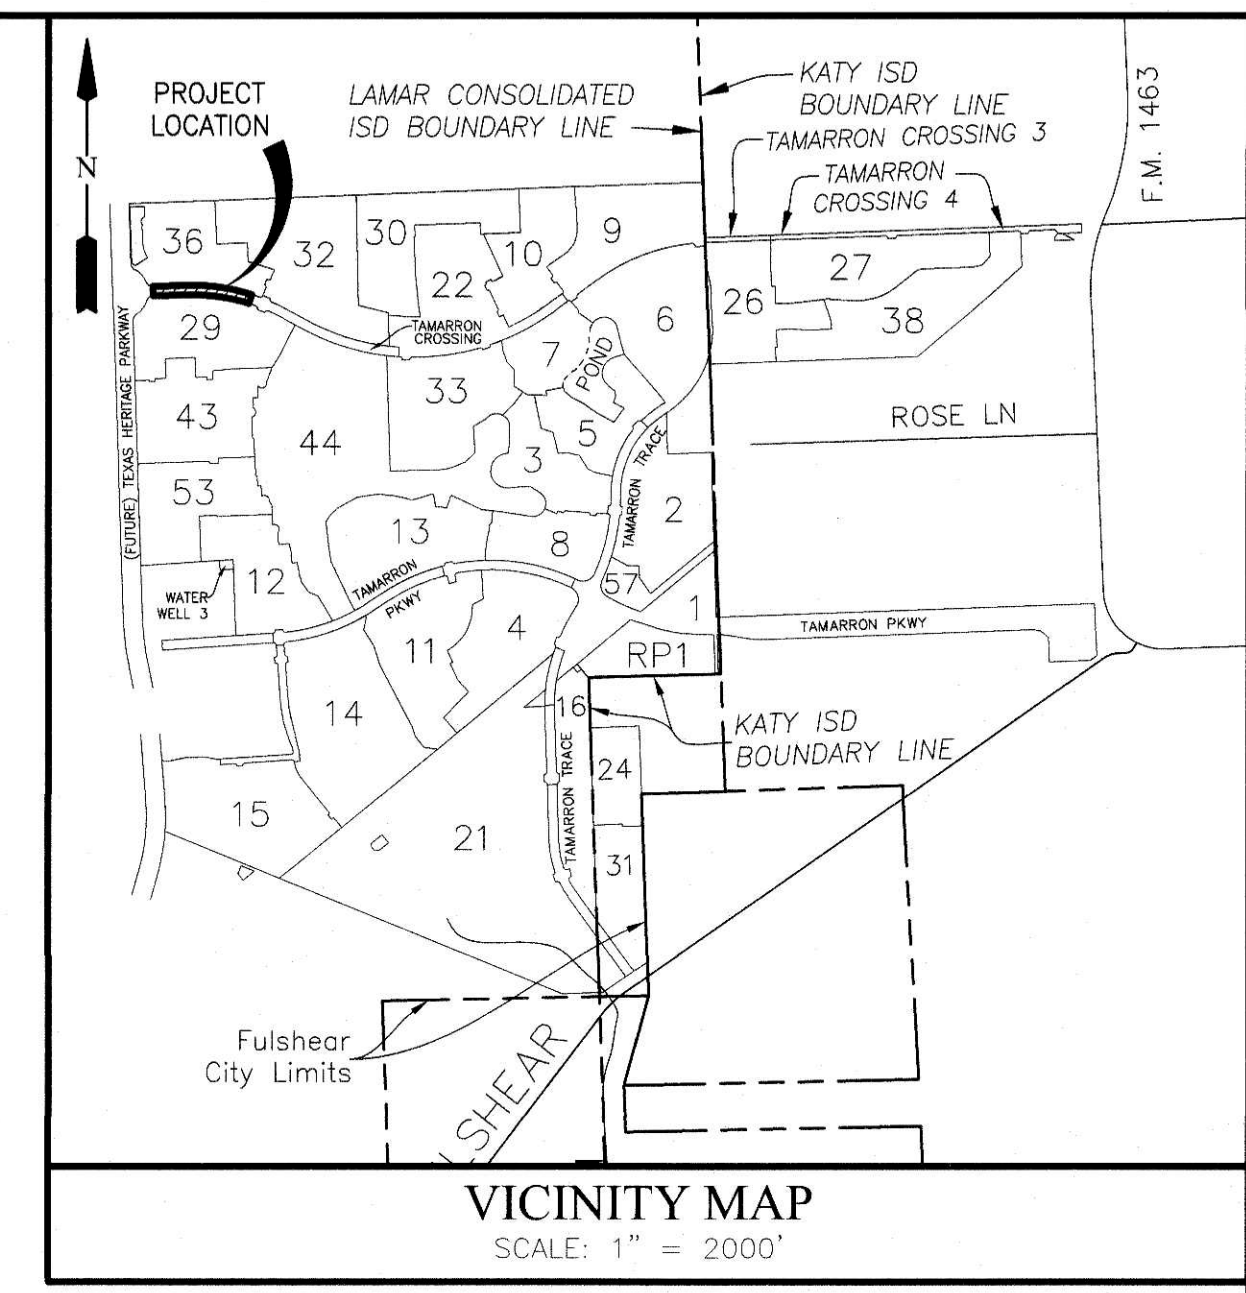 PROJECT
LOCATION
LAMAR CONSOLIDATED
ISD BOUNDARY LINE
KATY ISD
BOUNDARY LINE
TAMARRON CROSSING 3
TAMARRON
CROSSING 4
F.M. 1463
N
36
32
30
22
10
9
6
26
27
38
29
TAMARRON
CROSSING
7
POND
33
5
43
44
3
ROSE LN
(FUTURE) TEXAS HERITAGE PARKWAY
53
13
8
TAMARRON TRACE
2
WATER
WELL 3
12
TAMARRON
PKWY
57
1
TAMARRON PKWY
11
4
RP1
14
16
KATY ISD
BOUNDARY LINE
TAMARRON TRACE
24
15
21
31
Fulshear
City Limits
LSHEAR
VICINITY MAP
SCALE: 1" = 2000'